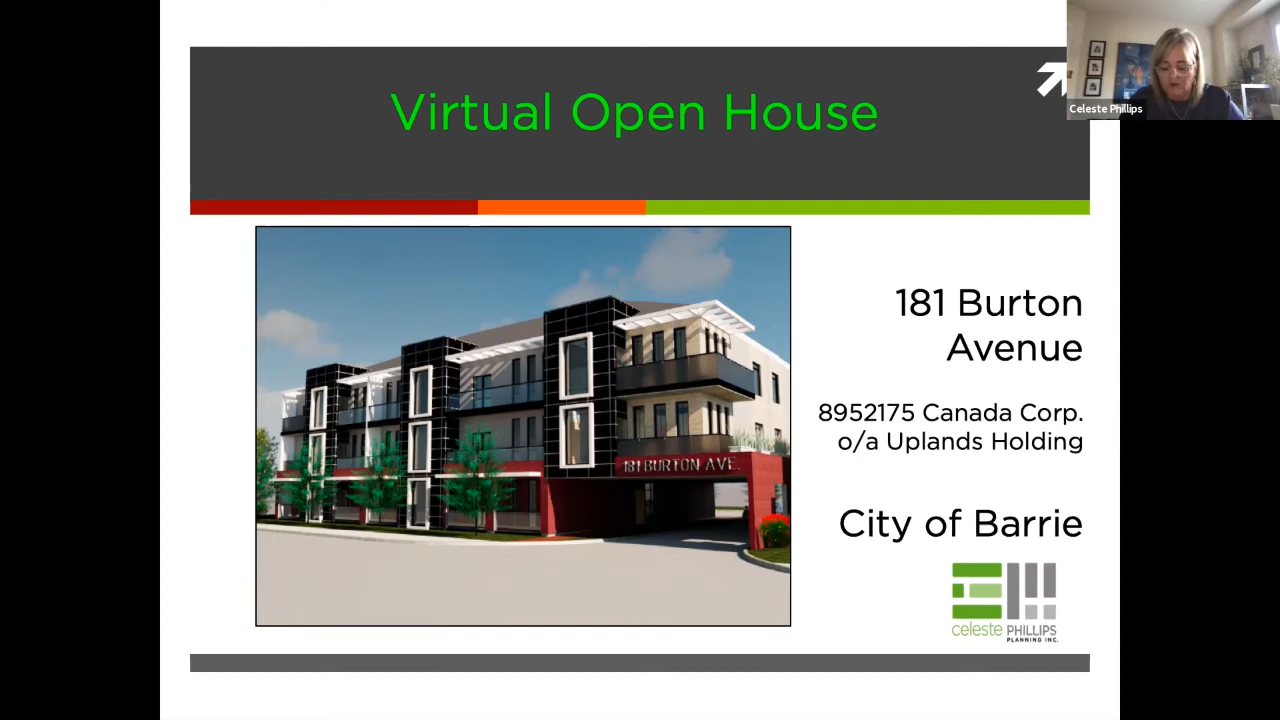 Virtual Open House
Celeste Phillips
181 Burton
Avenue
8952175 Canada Corp.
o/a Uplands Holding
181 BURTON AVE.
City of Barrie
celeste PHILLIPS
PLANNING INC.